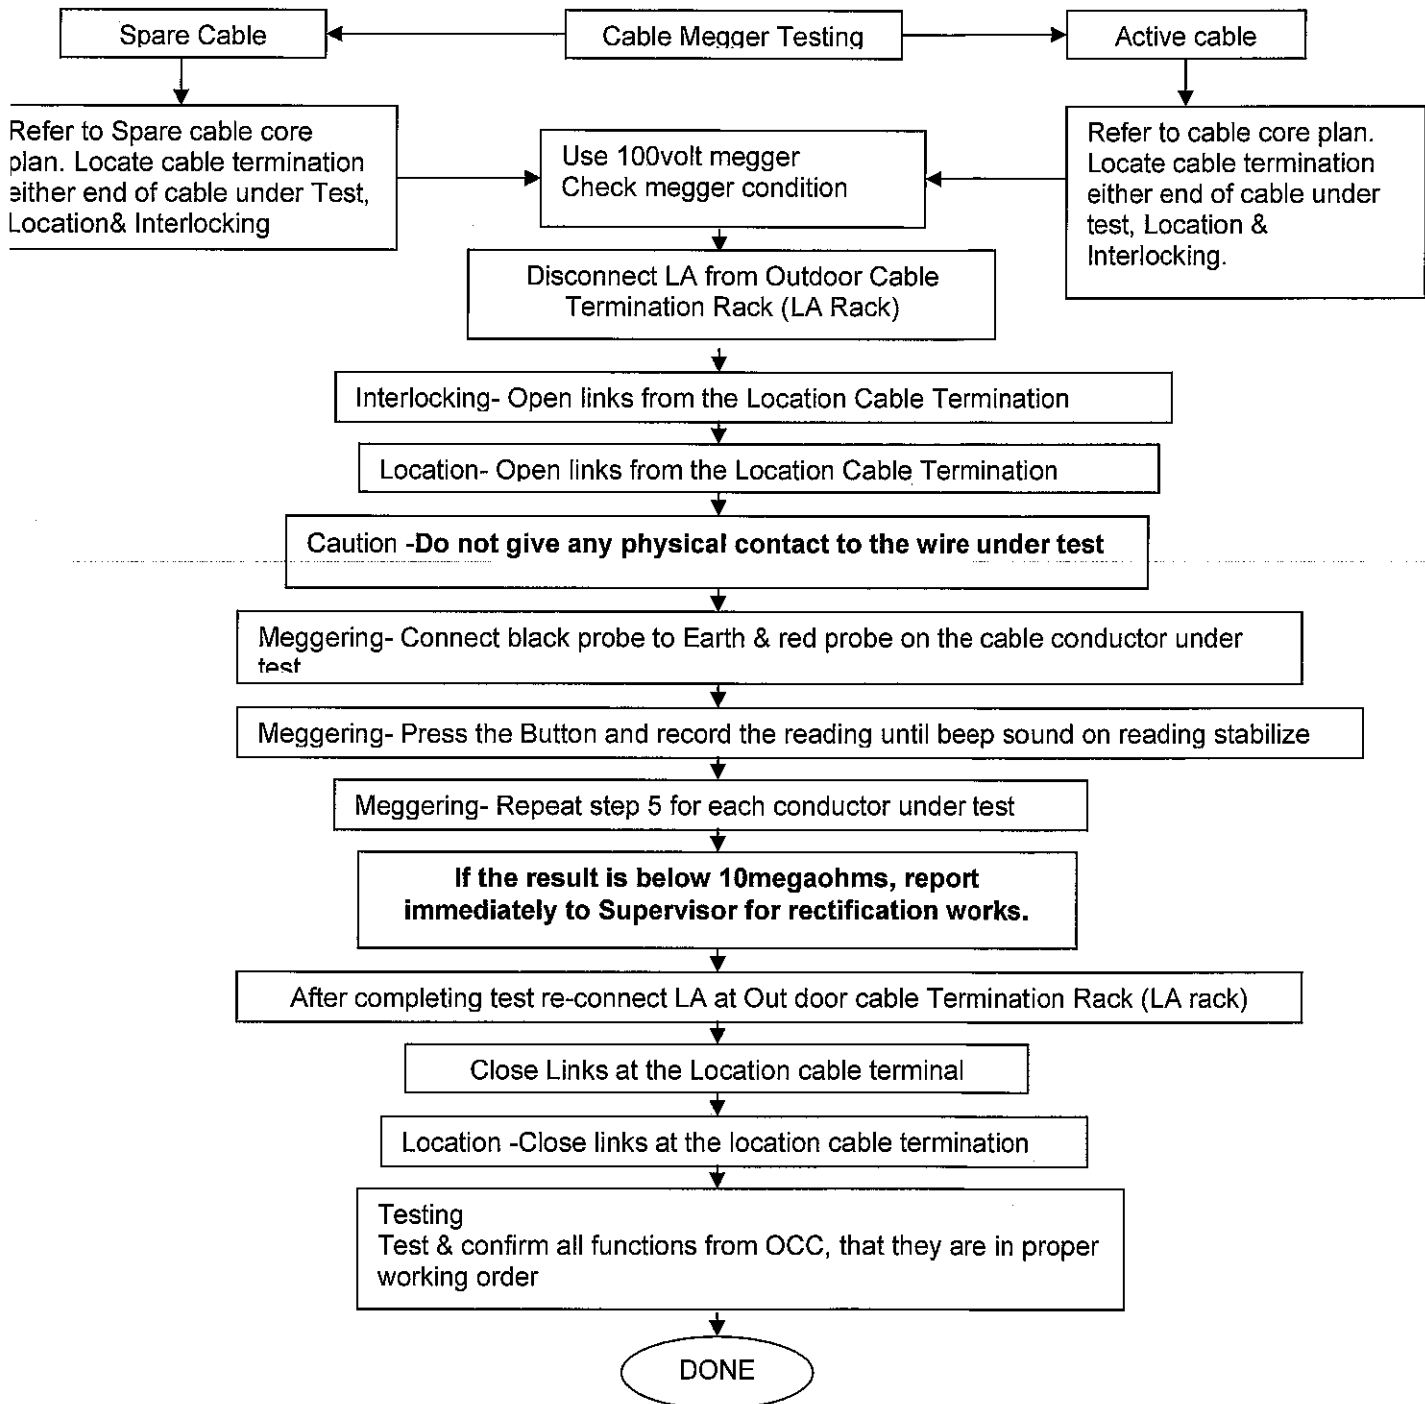 Spare Cable
Cable Megger Testing
Active cable
Refer to Spare cable core
plan. Locate cable termination
either end of cable under Test,
Location& Interlocking
Use 100volt megger
Check megger condition
Refer to cable core plan.
Locate cable termination
either end of cable under
test, Location &
Interlocking.
Disconnect LA from Outdoor Cable
Termination Rack (LA Rack)
Interlocking- Open links from the Location Cable Termination
Location- Open links from the Location Cable Termination
Caution -Do not give any physical contact to the wire under test
Meggering- Connect black probe to Earth & red probe on the cable conductor under
test
Meggering- Press the Button and record the reading until beep sound on reading stabilize
Meggering- Repeat step 5 for each conductor under test
If the result is below 10megaohms, report
immediately to Supervisor for rectification works.
After completing test re-connect LA at Out door cable Termination Rack (LA rack)
Close Links at the Location cable terminal
Location -Close links at the location cable termination
Testing
Test & confirm all functions from OCC, that they are in proper
working order
DONE